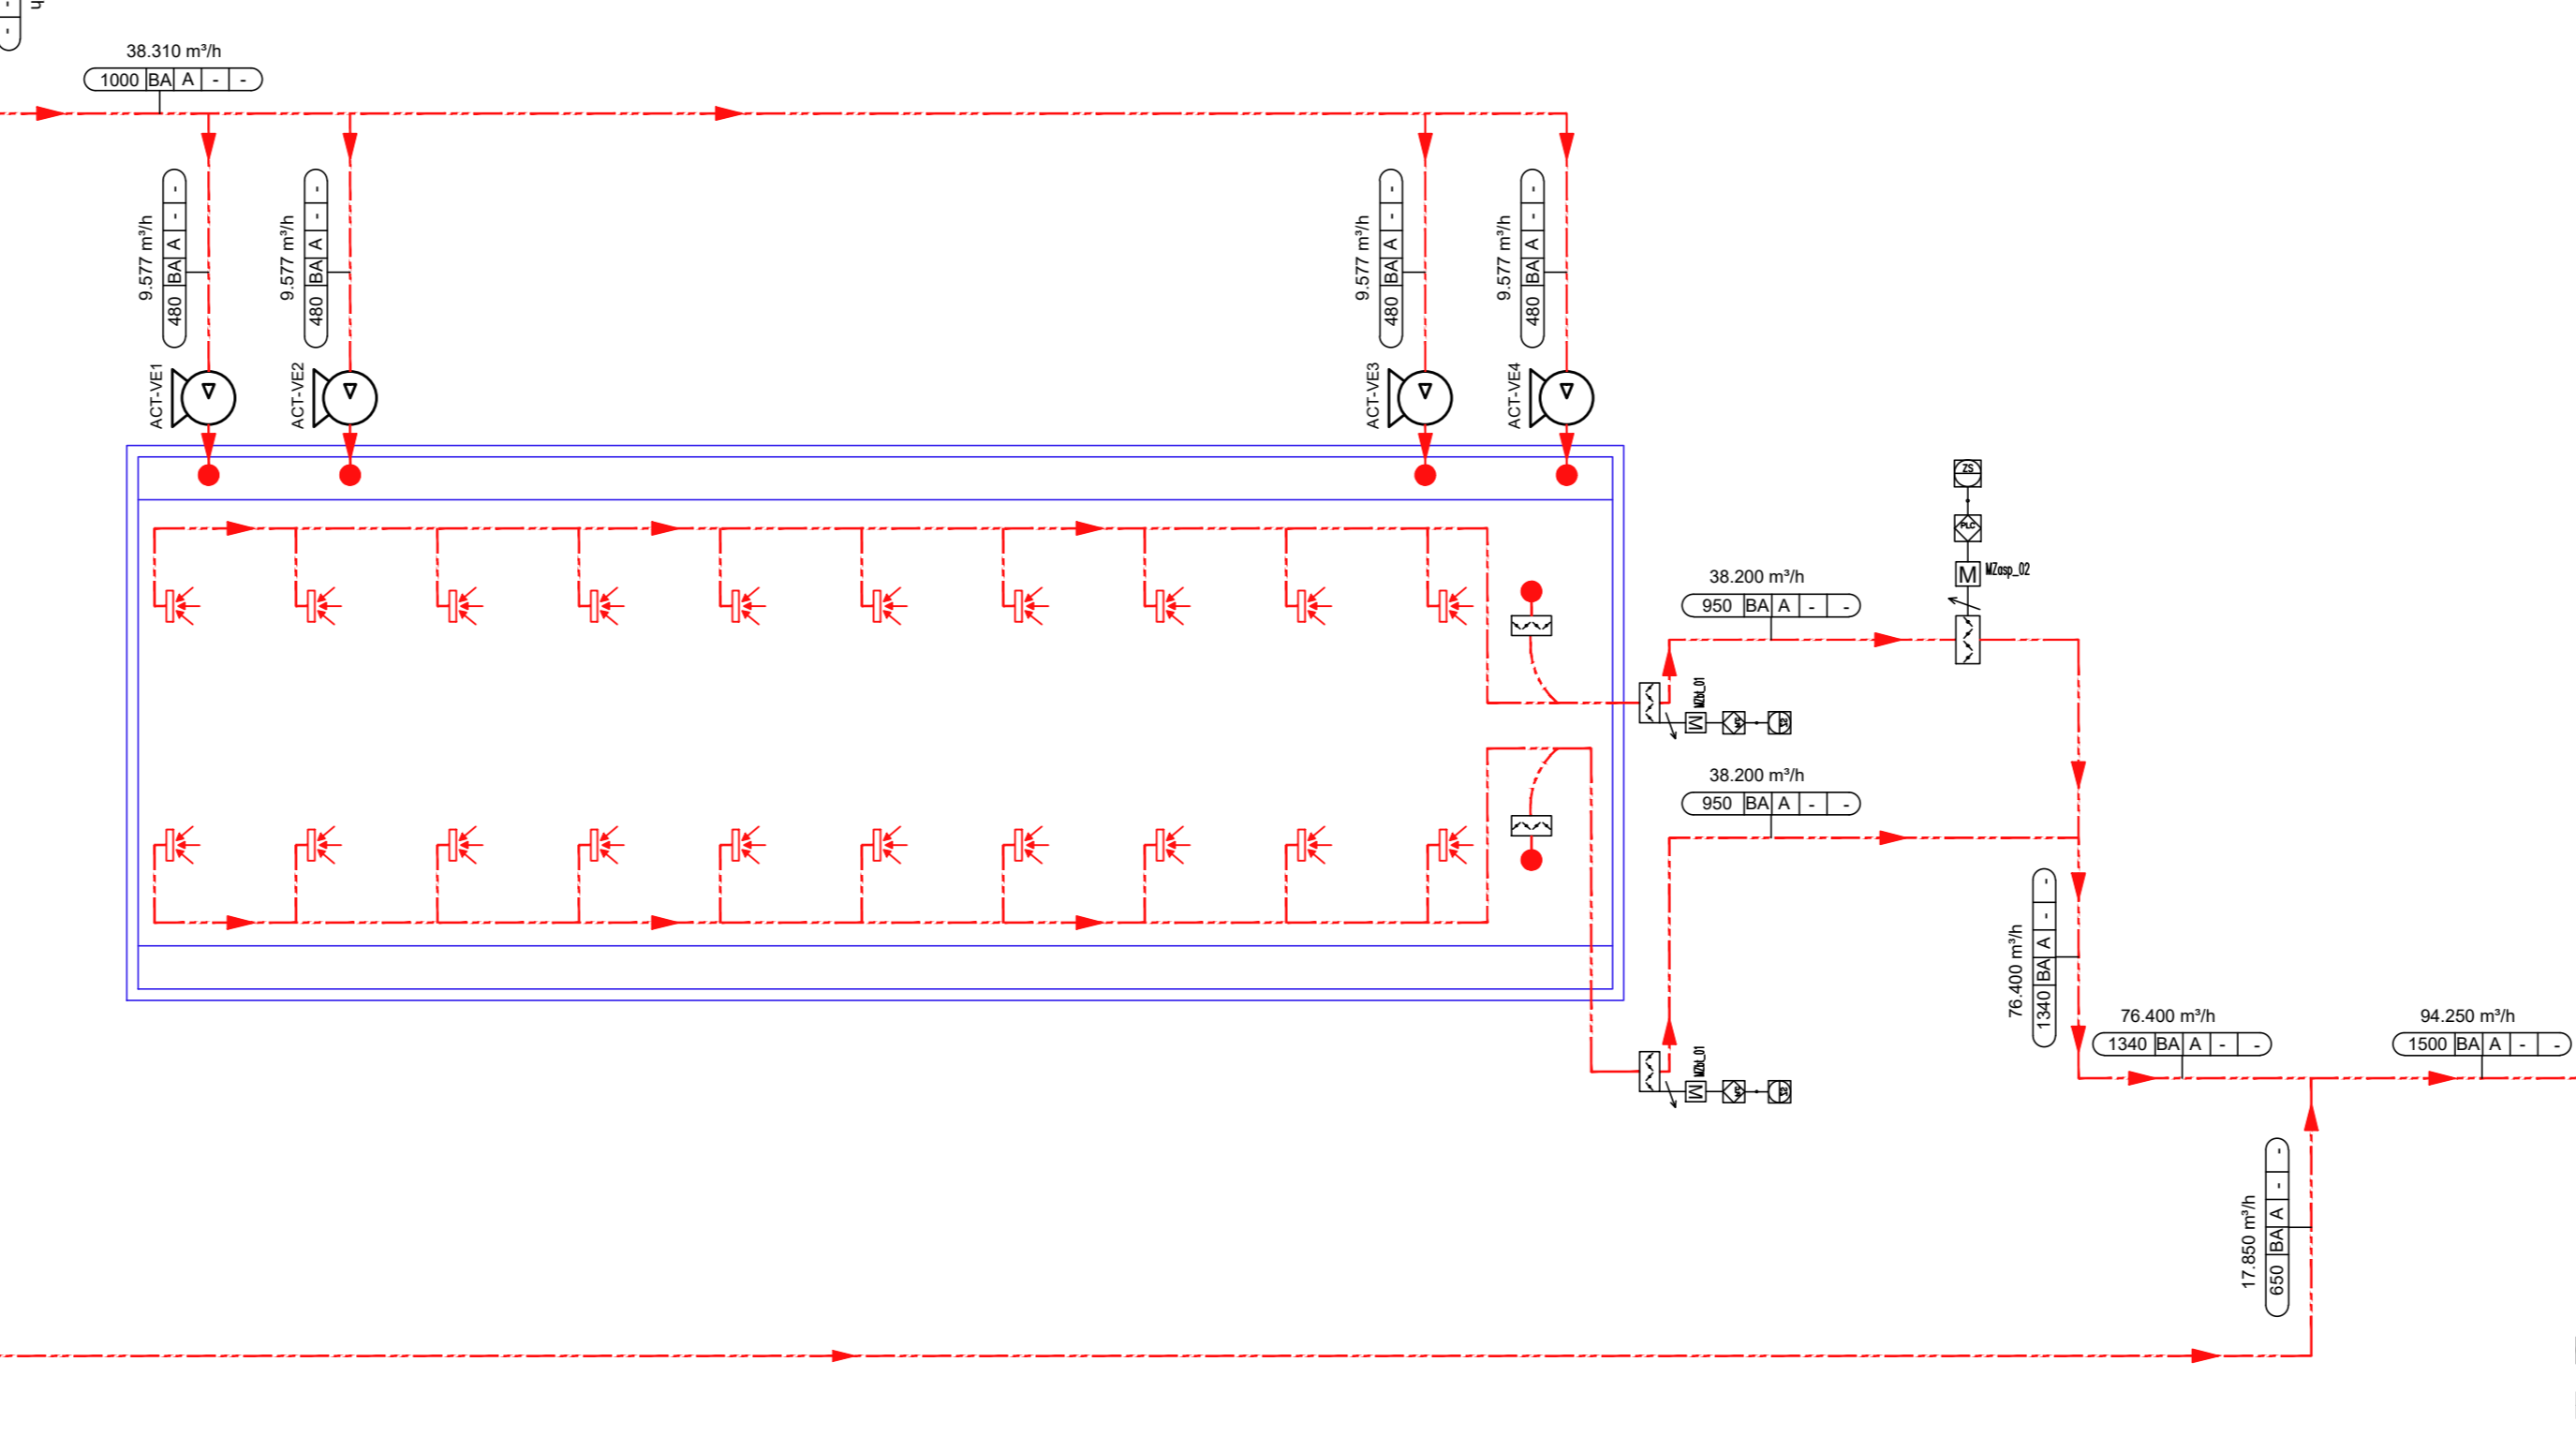 h
-
-
38.310 m³/h
1000 BA A - -
9.577 m³/h
480 BA A - -
9.577 m³/h
480 BA A - -
9.577 m³/h
480 BA A - -
9.577 m³/h
480 BA A - -
ACT-VE1
ACT-VE2
ACT-VE3
ACT-VE4
ZS
PLC
M MZasp_02
38.200 m³/h
950 BA A - -
MZbt_01
M
38.200 m³/h
950 BA A - -
76.400 m³/h
1340 BA A - -
MZbt_01
M
76.400 m³/h
1340 BA A - -
94.250 m³/h
1500 BA A - -
17.850 m³/h
650 BA A - -